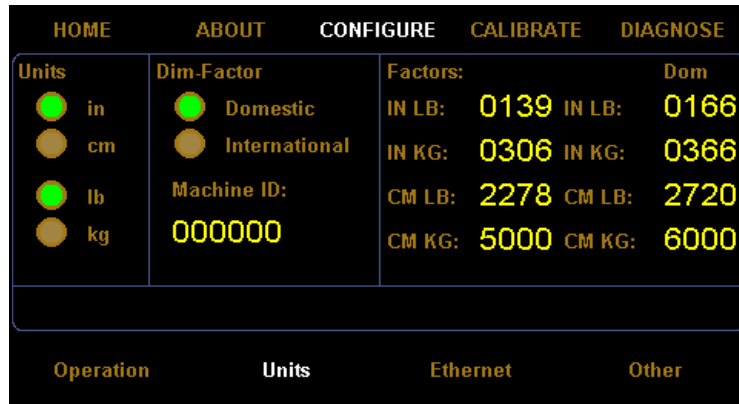 HOME ABOUT CONFIGURE CALIBRATE DIAGNOSE
Units Dim-Factor Factors: Dom
in Domestic IN LB: 0139 IN LB: 0166
cm International IN KG: 0306 IN KG: 0366
lb Machine ID: CM LB: 2278 CM LB: 2720
kg 000000 CM KG: 5000 CM KG: 6000
Operation Units Ethernet Other